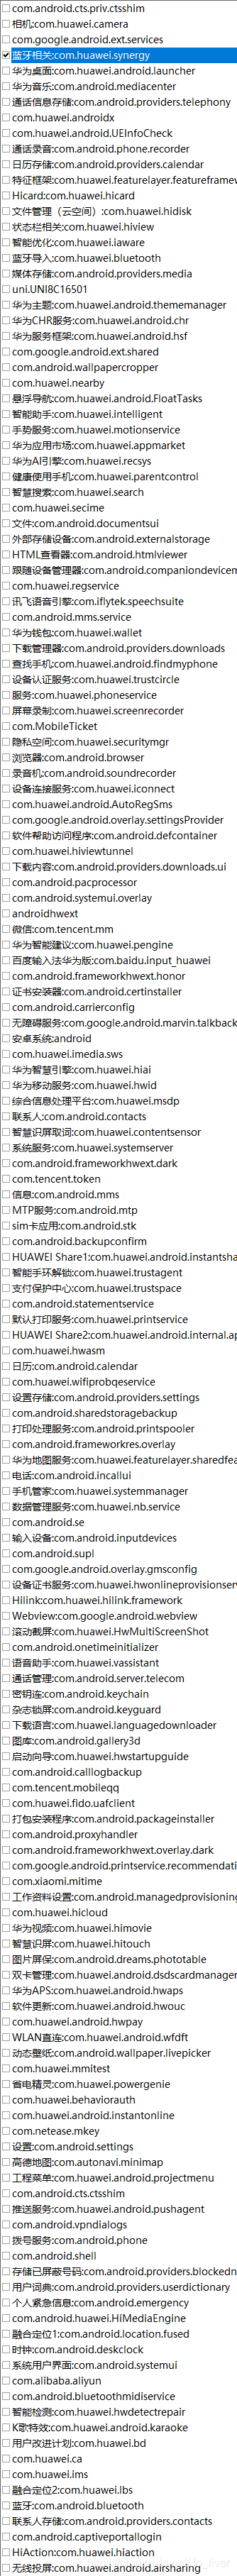 com.android.cts.priv.ctsshim
相机:com.huawei.camera
com.google.android.ext.services
蓝牙相关:com.huawei.synergy
华为桌面:com.huawei.android.launcher
华为音乐:com.android.mediacenter
通话信息存储:com.android.providers.telephony
com.huawei.androidx
com.huawei.android.UEInfoCheck
通话录音:com.android.phone.recorder
日历存储:com.android.providers.calendar
特征框架:com.huawei.featurelayer.featureframew
Hicard:com.huawei.hicard
文件管理（云空间）:com.huawei.hidisk
状态栏相关:com.huawei.hiview
智能优化:com.huawei.iaware
蓝牙导入:com.huawei.bluetooth
媒体存储:com.android.providers.media
uni.UNI8C16501
华为主题:com.huawei.android.thememanager
华为CHR服务:com.huawei.android.chr
华为服务框架:com.huawei.android.hsf
com.google.android.ext.shared
com.android.wallpapercropper
com.huawei.nearby
悬浮导航:com.huawei.android.FloatTasks
智能助手:com.huawei.intelligent
手势服务:com.huawei.motionservice
华为应用市场:com.huawei.appmarket
华为AI引擎:com.huawei.recsys
健康使用手机:com.huawei.parentcontrol
智慧搜索:com.huawei.search
com.huawei.secime
文件:com.android.documentsui
外部存储设备:com.android.externalstorage
HTML查看器:com.android.htmlviewer
跟随设备管理器:com.android.companiondevicem
com.huawei.regservice
讯飞语音引擎:com.iflytek.speechsuite
com.android.mms.service
华为钱包:com.huawei.wallet
下载管理器:com.android.providers.downloads
查找手机:com.huawei.android.findmyphone
设备认证服务:com.huawei.trustcircle
服务:com.huawei.phoneservice
屏幕录制:com.huawei.screenrecorder
com.MobileTicket
隐私空间:com.huawei.securitymgr
浏览器:com.android.browser
录音机:com.android.soundrecorder
设备连接服务:com.huawei.iconnect
com.huawei.android.AutoRegSms
com.google.android.overlay.settingsProvider
软件帮助访问程序:com.android.defcontainer
com.huawei.hiviewtunnel
下载内容:com.android.providers.downloads.ui
com.android.pacprocessor
com.android.systemui.overlay
androidhwext
微信:com.tencent.mm
华为智能建议:com.huawei.pengine
百度输入法华为版:com.baidu.input_huawei
com.android.frameworkhwext.honor
证书安装器:com.android.certinstaller
com.android.carrierconfig
无障碍服务:com.google.android.marvin.talkback
安卓系统:android
com.huawei.imedia.sws
华为智慧引擎:com.huawei.hiai
华为移动服务:com.huawei.hwid
综合信息处理平台:com.huawei.msdp
联系人:com.android.contacts
智慧识屏取词:com.huawei.contentsensor
系统服务:com.huawei.systemserver
com.android.frameworkhwext.dark
com.tencent.token
信息:com.android.mms
MTP服务:com.android.mtp
sim卡应用:com.android.stk
com.android.backupconfirm
HUAWEI Share1:com.huawei.android.instantsha
智能手环解锁:com.huawei.trustagent
支付保护中心:com.huawei.trustspace
com.android.statementservice
默认打印服务:com.huawei.printservice
HUAWEI Share2:com.huawei.android.internal.ap
com.huawei.hwasm
日历:com.android.calendar
com.huawei.wifiprobqeservice
设置存储:com.android.providers.settings
com.android.sharedstoragebackup
打印处理服务:com.android.printspooler
com.android.frameworkres.overlay
华为地图服务:com.huawei.featurelayer.sharedfea
电话:com.android.incallui
手机管家:com.huawei.systemmanager
数据管理服务:com.huawei.nb.service
com.android.se
输入设备:com.android.inputdevices
com.android.supl
com.google.android.overlay.gmsconfig
设备证书服务:com.huawei.hwonlineprovisionser
Hilink:com.huawei.hilink.framework
Webview:com.google.android.webview
滚动截屏:com.huawei.HwMultiScreenShot
com.android.onetimeinitializer
语音助手:com.huawei.vassistant
通话管理:com.android.server.telecom
密钥连:com.android.keychain
杂志锁屏:com.android.keyguard
下载语言:com.huawei.languagedownloader
图库:com.android.gallery3d
启动向导:com.huawei.hwstartupguide
com.android.calllogbackup
com.tencent.mobileqq
com.huawei.fido.uafclient
打包安装程序:com.android.packageinstaller
com.android.proxyhandler
com.android.frameworkhwext.overlay.dark
com.google.android.printservice.recommendati
com.xiaomi.mitime
工作资料设置:com.android.managedprovisioning
com.huawei.hicloud
华为视频:com.huawei.himovie
智慧识屏:com.huawei.hitouch
图片屏保:com.android.dreams.phototable
双卡管理:com.huawei.android.dsdscardmanager
华为APS:com.huawei.android.hwaps
软件更新:com.huawei.android.hwouc
com.huawei.android.hwpay
WLAN直连:com.huawei.android.wfdft
动态壁纸:com.android.wallpaper.livepicker
com.huawei.mmitest
省电精灵:com.huawei.powergenie
com.huawei.behaviorauth
com.huawei.android.instantonline
com.netease.mkey
设置:com.android.settings
高德地图:com.autonavi.minimap
工程菜单:com.huawei.android.projectmenu
com.android.cts.ctsshim
推送服务:com.huawei.android.pushagent
com.android.vpndialogs
拨号服务:com.android.phone
com.android.shell
存储已屏蔽号码:com.android.providers.blockedn
用户词典:com.android.providers.userdictionary
个人紧急信息:com.android.emergency
com.android.huawei.HiMediaEngine
融合定位1:com.android.location.fused
时钟:com.android.deskclock
系统用户界面:com.android.systemui
com.alibaba.aliyun
com.android.bluetoothmidiservice
智能检测:com.huawei.hwdetectrepair
K歌特效:com.huawei.android.karaoke
用户改进计划:com.huawei.bd
com.huawei.ca
com.huawei.ims
融合定位2:com.huawei.lbs
蓝牙:com.android.bluetooth
联系人存储:com.android.providers.contacts
com.android.captiveportallogin
HiAction:com.huawei.hiaction
无线投屏:com.huawei.android.airsharing